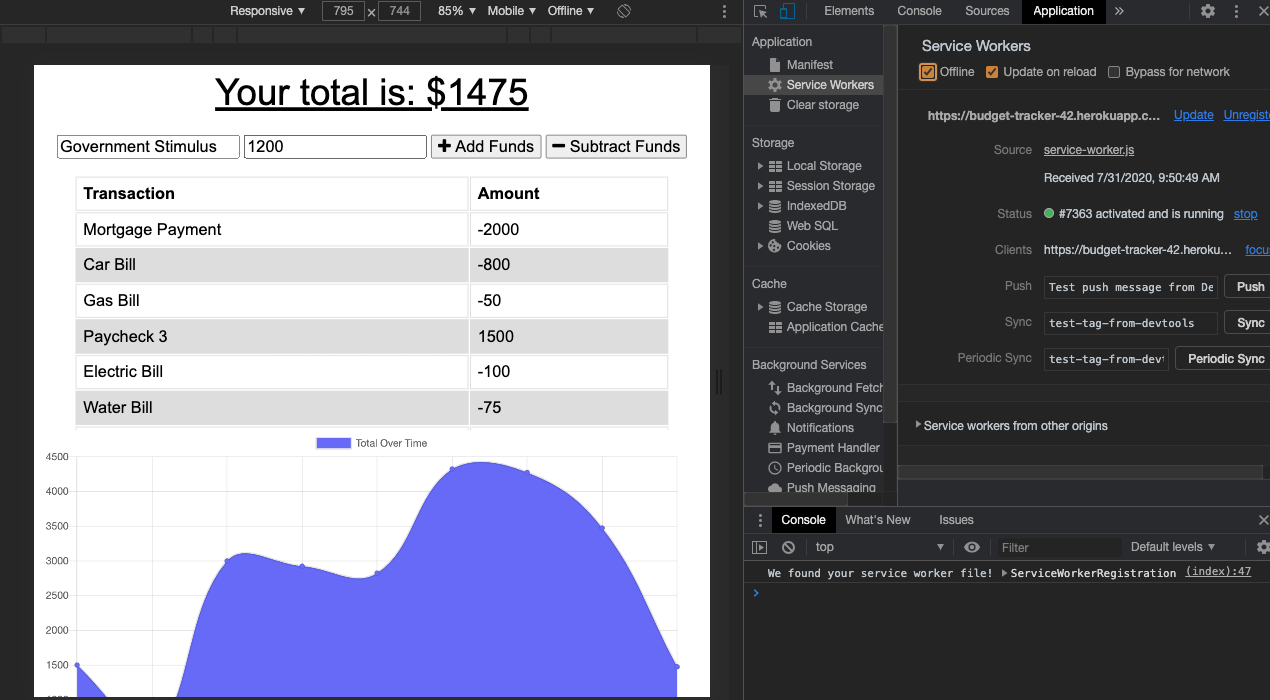 Responsive ▼ 795 × 744 85% ▼ Mobile ▼ Offline ▼
Elements Console Sources Application »
Your total is: $1475
Government Stimulus 1200 + Add Funds − Subtract Funds
Transaction Amount
Mortgage Payment -2000
Car Bill -800
Gas Bill -50
Paycheck 3 1500
Electric Bill -100
Water Bill -75
Total Over Time
4500
4000
3500
3000
2500
2000
1500
1000
Application
Manifest
Service Workers
Clear storage
Storage
Local Storage
Session Storage
IndexedDB
Web SQL
Cookies
Cache
Cache Storage
Application Cache
Background Services
Background Fetch
Background Sync
Notifications
Payment Handler
Periodic Backgrou
Push Messaging
Service Workers
Offline Update on reload Bypass for network
https://budget-tracker-42.herokuapp.c... Update Unregist
Source service-worker.js
Received 7/31/2020, 9:50:49 AM
Status #7363 activated and is running stop
Clients https://budget-tracker-42.heroku... focu
Push Test push message from De Push
Sync test-tag-from-devtools Sync
Periodic Sync test-tag-from-devt Periodic Sync
Service workers from other origins
Console What's New Issues
top ▼ Filter Default levels ▼
We found your service worker file! ServiceWorkerRegistration (index):47